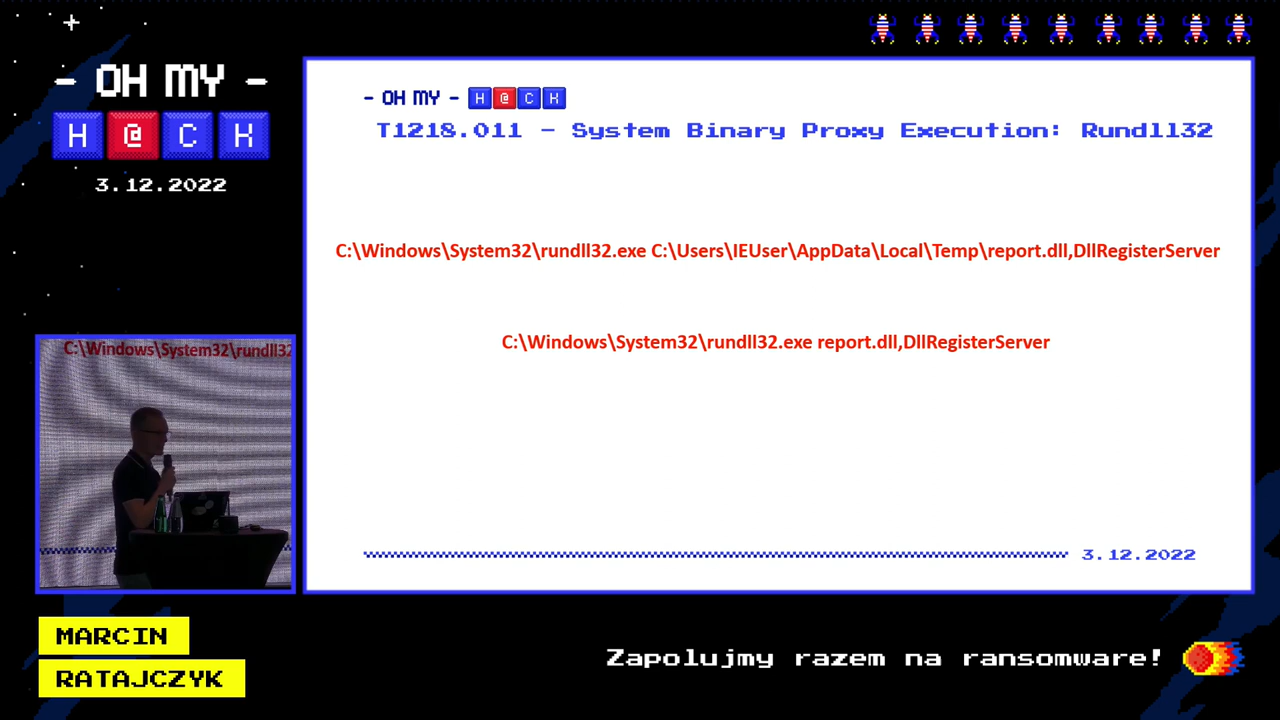 - OH MY -
H@CK
3.12.2022
- OH MY - H@CK
T1218.011 - System Binary Proxy Execution: Rundll32
C:\Windows\System32\rundll32.exe C:\Users\IEUser\AppData\Local\Temp\report.dll,DllRegisterServer
C:\Windows\System32\rundll32.exe report.dll,DllRegisterServer
3.12.2022
C:\Windows\System32\rundll32
MARCIN
RATAJCZYK
Zapolujmy razem na ransomware!